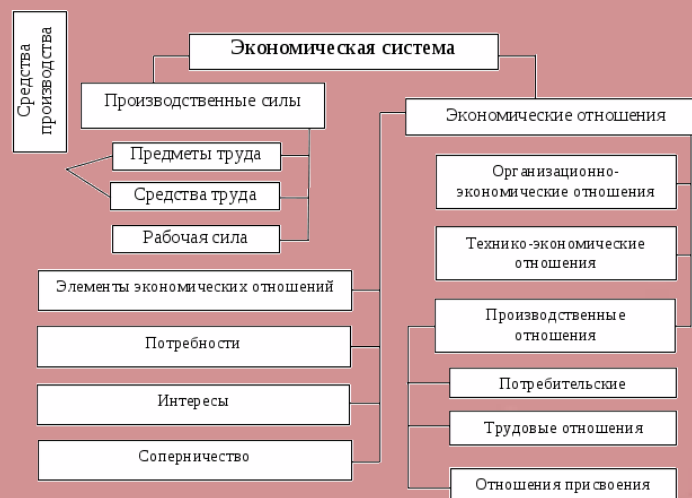 Средства
производства
Экономическая система
Производственные силы
Экономические отношения
Предметы труда
Средства труда
Рабочая сила
Организационно-
экономические отношения
Технико-экономические
отношения
Элементы экономических отношений
Производственные
отношения
Потребности
Потребительские
Интересы
Трудовые отношения
Соперничество
Отношения присвоения